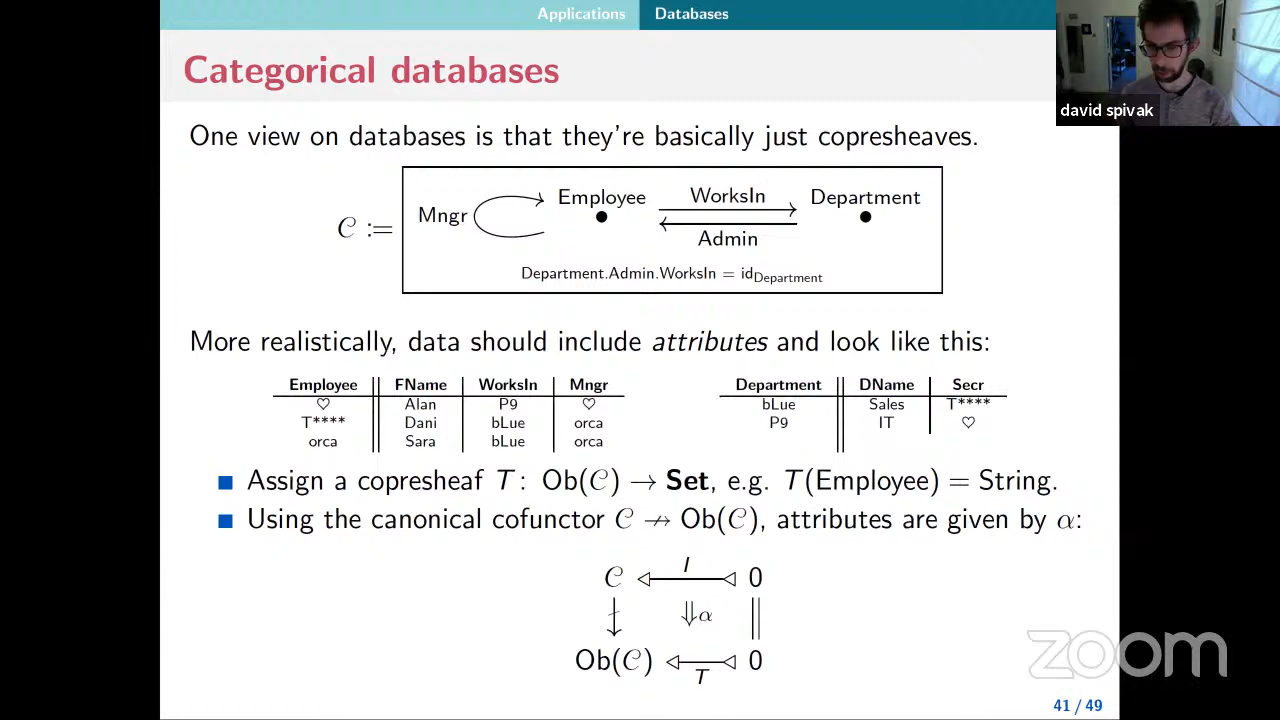 Applications Databases
Categorical databases
david spivak
One view on databases is that they're basically just copresheaves.
Employee WorksIn Department
Mngr
C :=
Admin
Department.Admin.WorksIn = id_Department
More realistically, data should include attributes and look like this:
Employee FName WorksIn Mngr
♡ Alan P9 ♡
T**** Dani bLue orca
orca Sara bLue orca
Department DName Secr
bLue Sales T****
P9 IT ♡
Assign a copresheaf T: Ob(C) → Set, e.g. T(Employee) = String.
Using the canonical cofunctor C ↛ Ob(C), attributes are given by α:
I
C 0
⇓α
Ob(C) 0
T
zoom
41 / 49